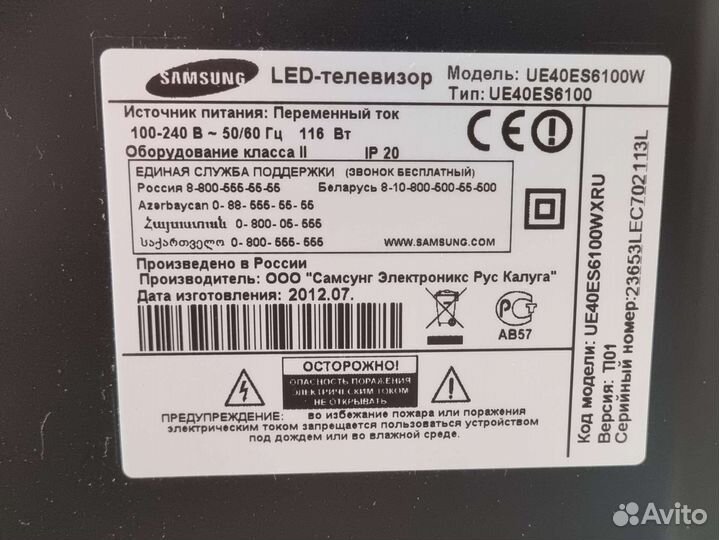 SAMSUNG LED-телевизор Модель: UE40ES6100W
Тип: UE40ES6100
Источник питания: Переменный ток
100-240 В ~ 50/60 Гц 116 Вт
Оборудование класса II IP 20
ЕДИНАЯ СЛУЖБА ПОДДЕРЖКИ (ЗВОНОК БЕСПЛАТНЫЙ)
Россия 8-800-555-55-55 Беларусь 8-10-800-500-55-500
Azerbaycan 0- 88- 555- 55- 55
Հայաստան 0- 800- 05- 555
საქართველო 0- 800- 555- 555 WWW.SAMSUNG.COM
Произведено в России
Производитель: ООО "Самсунг Электроникс Рус Калуга"
Дата изготовления: 2012.07.
CE
РСТ
АВ57
ОСТОРОЖНО!
ОПАСНОСТЬ ПОРАЖЕНИЯ
ЭЛЕКТРИЧЕСКИМ ТОКОМ
НЕ ОТКРЫВАТЬ
ПРЕДУПРЕЖДЕНИЕ: во избежание пожара или поражения
электрическим током запрещается пользоваться устройством
под дождем или во влажной среде.
Код модели: UE40ES6100WXRU
Версия: TI01
Серийный номер:23653LEC702113L
Avito